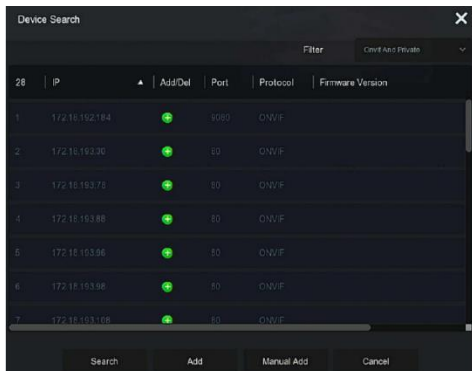 Device Search
Filter Onvif And Private
28 IP Add/Del Port Protocol Firmware Version
1 172.18.192.184 9080 ONVIF
2 172.18.193.30 80 ONVIF
3 172.18.193.78 80 ONVIF
4 172.18.193.88 80 ONVIF
5 172.18.193.96 80 ONVIF
6 172.18.193.98 80 ONVIF
7 172.18.193.108 80 ONVIF
Search Add Manual Add Cancel